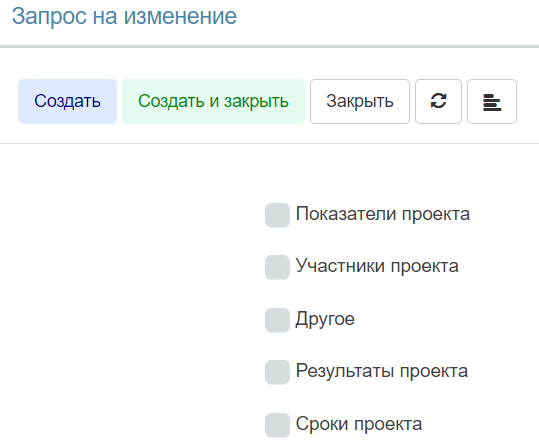 Запрос на изменение
Создать Создать и закрыть Закрыть
Показатели проекта
Участники проекта
Другое
Результаты проекта
Сроки проекта